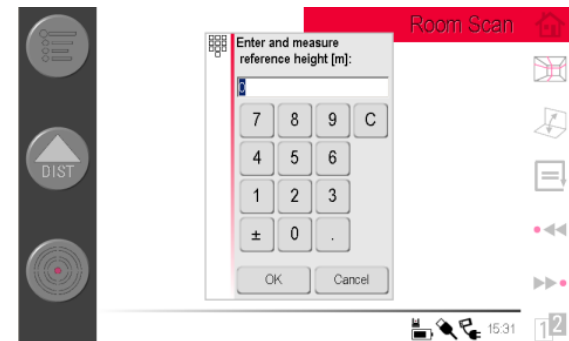 Room Scan
Enter and measure
reference height [m]:
0
7 8 9 C
4 5 6
1 2 3
± 0 .
OK Cancel
DIST
15:31
1 2